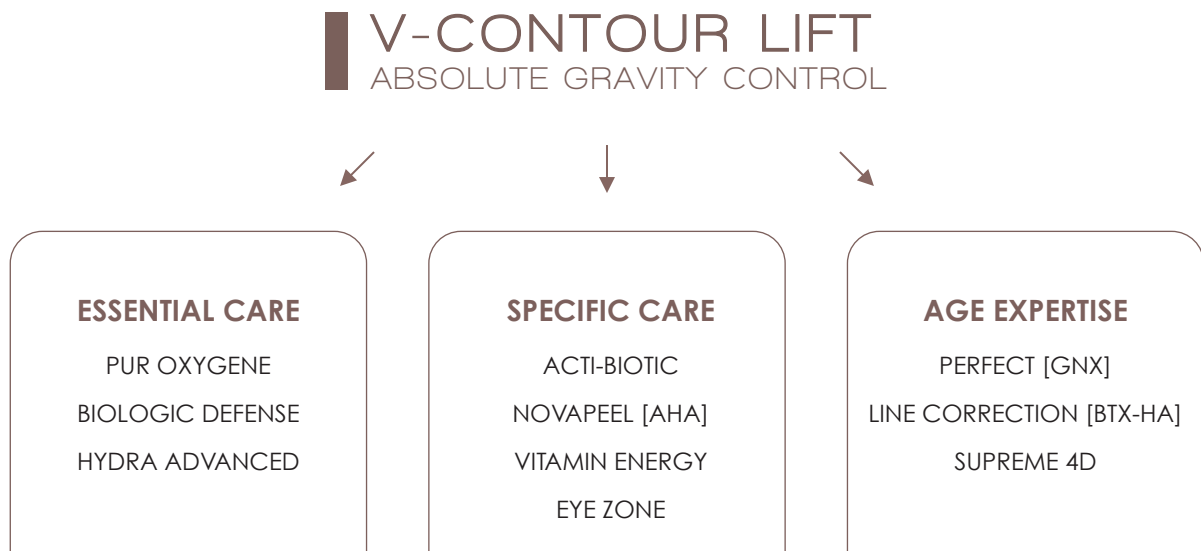 V-CONTOUR LIFT
ABSOLUTE GRAVITY CONTROL
ESSENTIAL CARE
PUR OXYGENE
BIOLOGIC DEFENSE
HYDRA ADVANCED
SPECIFIC CARE
ACTI-BIOTIC
NOVAPEEL [AHA]
VITAMIN ENERGY
EYE ZONE
AGE EXPERTISE
PERFECT [GNX]
LINE CORRECTION [BTX-HA]
SUPREME 4D